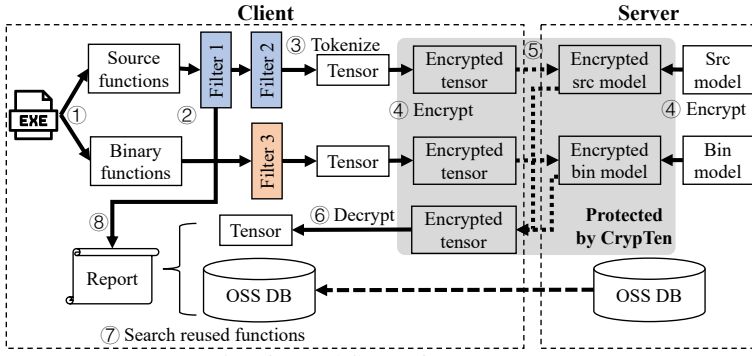 Client
Server
Source
functions
Filter 1
Filter 2
③ Tokenize
Tensor
Encrypted
tensor
⑤
Encrypted
src model
Src
model
EXE
①
②
④ Encrypt
④ Encrypt
Binary
functions
Filter 3
Tensor
Encrypted
tensor
Encrypted
bin model
Bin
model
⑧
Tensor
⑥ Decrypt
Encrypted
tensor
Protected
by CrypTen
Report
OSS DB
OSS DB
⑦ Search reused functions